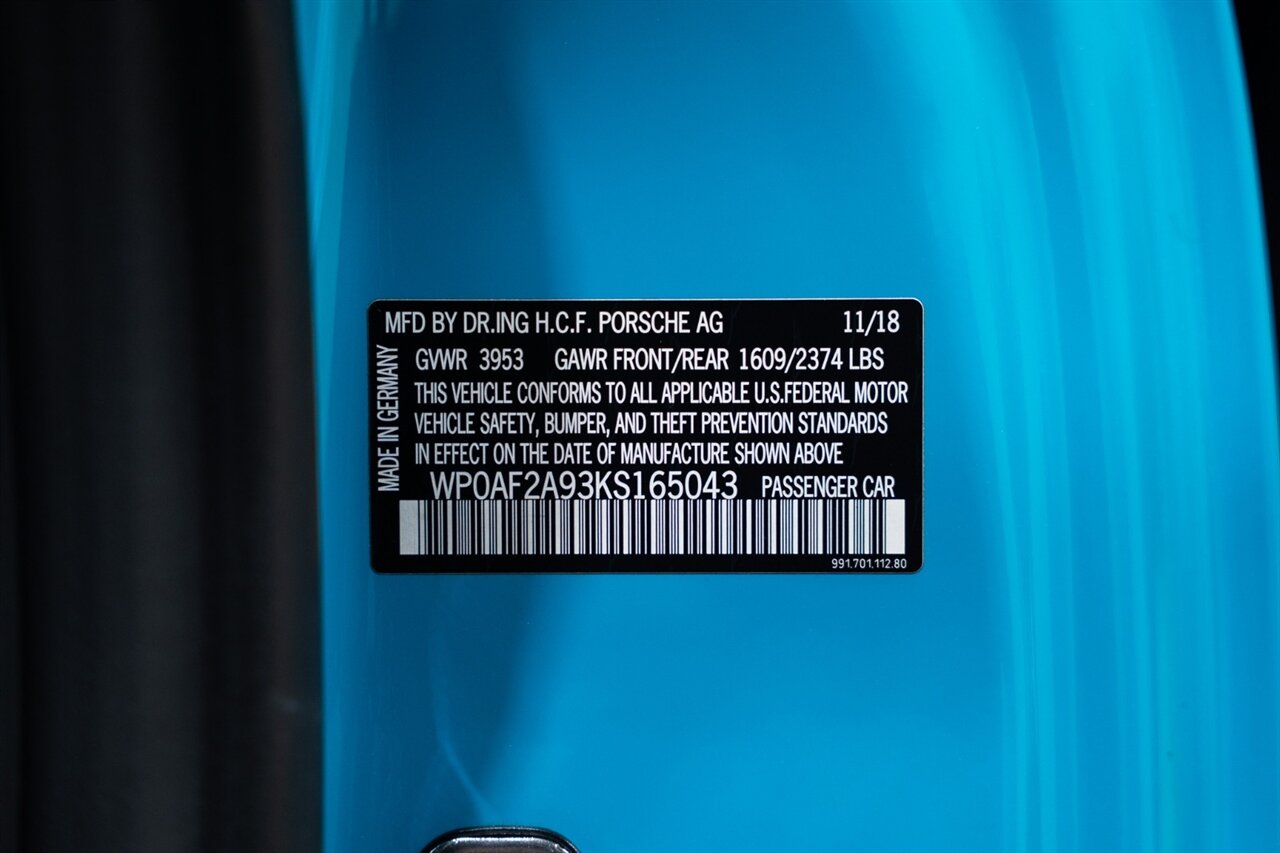 MFD BY DR.ING H.C.F. PORSCHE AG 11/18
MADE IN GERMANY
GVWR 3953 GAWR FRONT/REAR 1609/2374 LBS
THIS VEHICLE CONFORMS TO ALL APPLICABLE U.S.FEDERAL MOTOR
VEHICLE SAFETY, BUMPER, AND THEFT PREVENTION STANDARDS
IN EFFECT ON THE DATE OF MANUFACTURE SHOWN ABOVE
WP0AF2A93KS165043 PASSENGER CAR
991.701.112.80